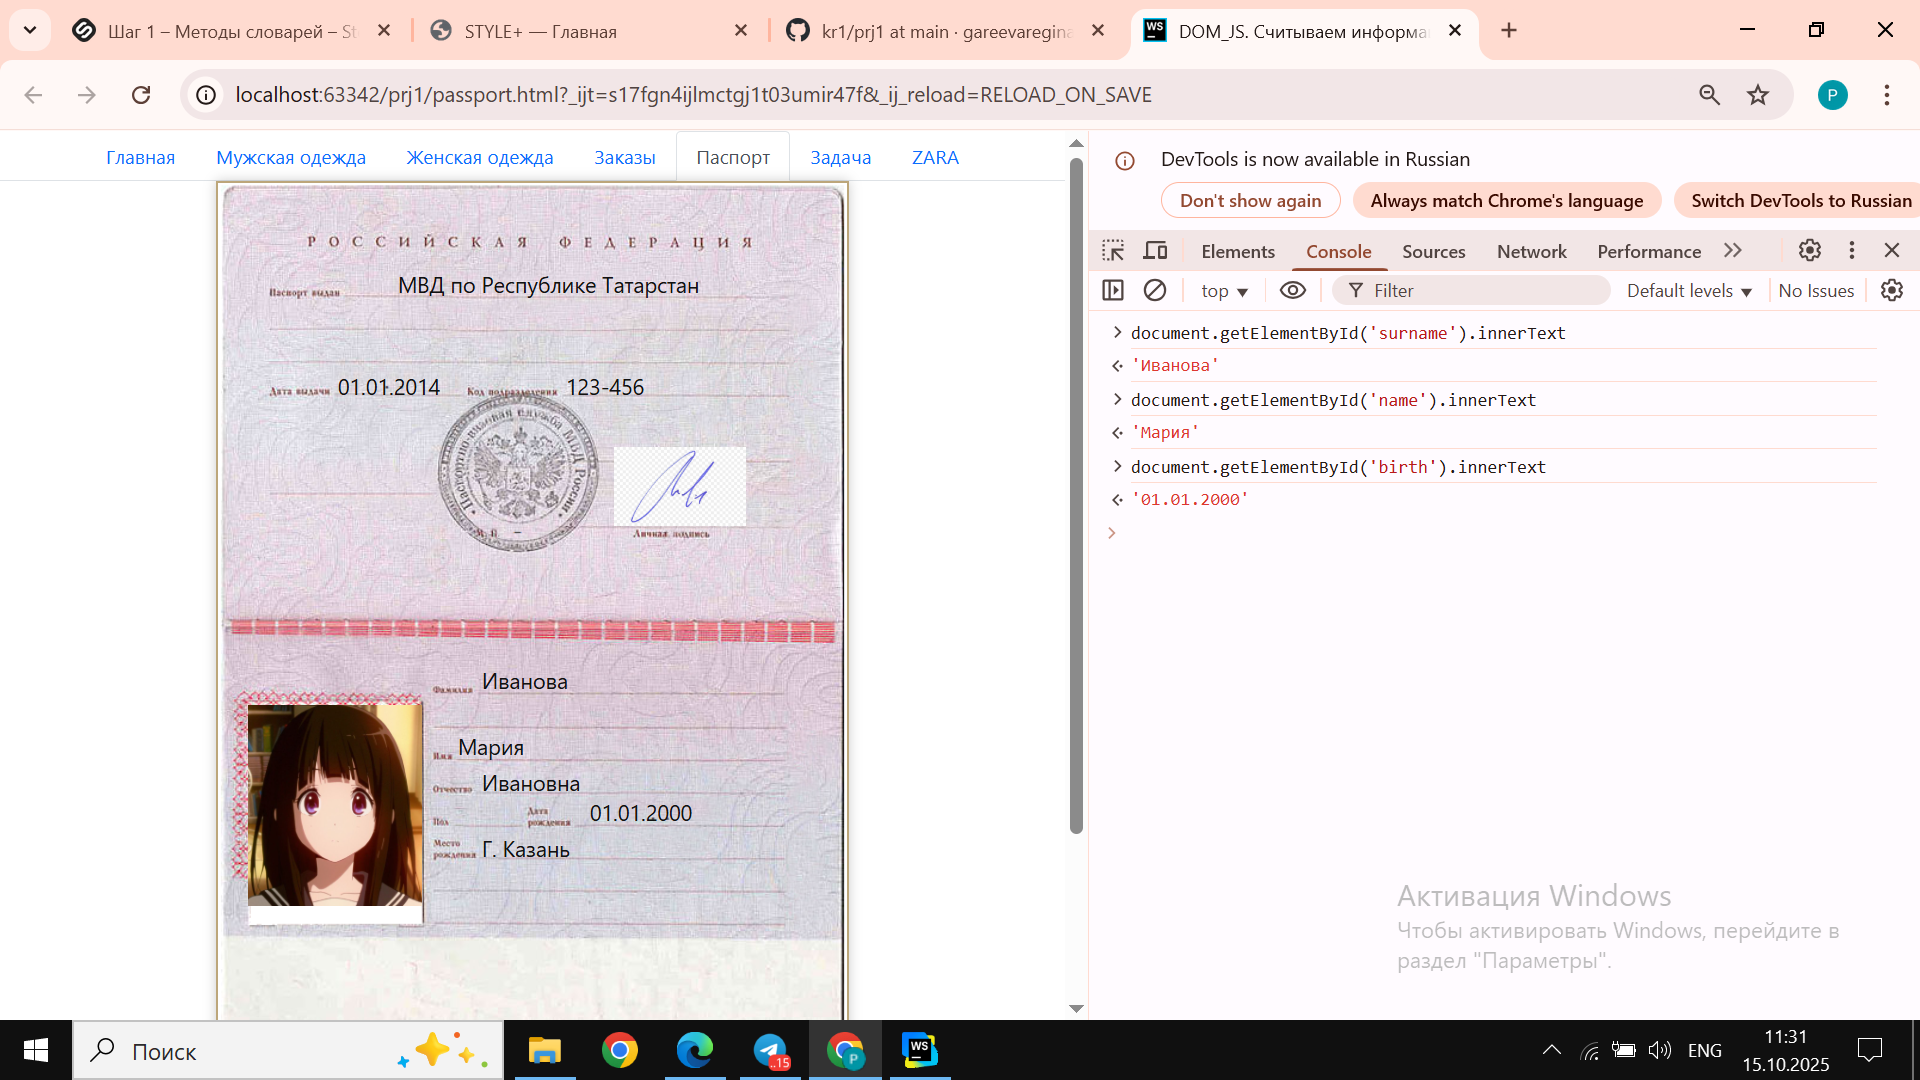 Шаг 1 – Методы словарей – St
STYLE+ — Главная
kr1/prj1 at main · gareevaregina
DOM_JS. Считываем информа
localhost:63342/prj1/passport.html?_ijt=s17fgn4ijlmctgj1t03umir47f&_ij_reload=RELOAD_ON_SAVE
P
Главная
Мужская одежда
Женская одежда
Заказы
Паспорт
Задача
ZARA
РОССИЙСКАЯ ФЕДЕРАЦИЯ
Паспорт выдан
МВД по Республике Татарстан
Дата выдачи
01.01.2014
Код подразделения
123-456
Паспортно-визовая служба МВД России
М. П
Личная подпись
Фамилия
Иванова
Имя
Мария
Отчество
Ивановна
Пол
Дата рождения
01.01.2000
Место рождения
Г. Казань
DevTools is now available in Russian
Don't show again
Always match Chrome's language
Switch DevTools to Russian
Elements
Console
Sources
Network
Performance
top
Filter
Default levels
No Issues
document.getElementById('surname').innerText
'Иванова'
document.getElementById('name').innerText
'Мария'
document.getElementById('birth').innerText
'01.01.2000'
Активация Windows
Чтобы активировать Windows, перейдите в
раздел "Параметры".
Поиск
..15
P
WS
ENG
11:31
15.10.2025